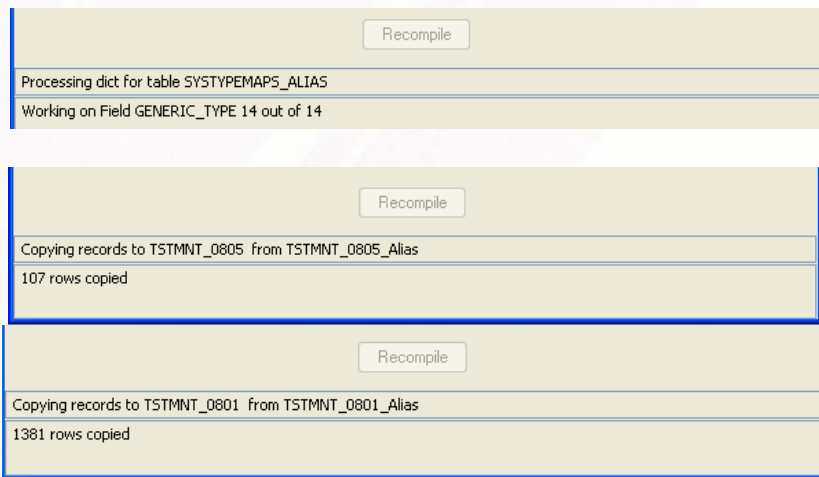 Recompile
Processing dict for table SYSTYPEMAPS_ALIAS
Working on Field GENERIC_TYPE 14 out of 14
Recompile
Copying records to TSTMNT_0805 from TSTMNT_0805_Alias
107 rows copied
Recompile
Copying records to TSTMNT_0801 from TSTMNT_0801_Alias
1381 rows copied